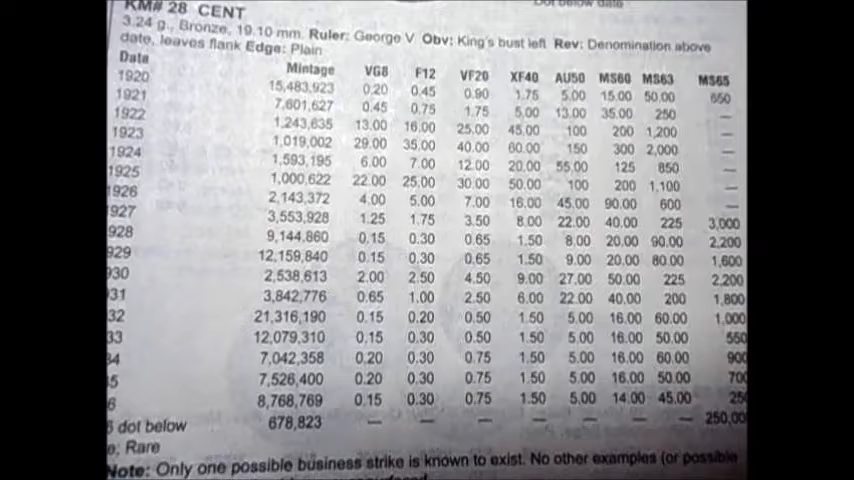 Dot below date
KM# 28 CENT
3.24 g., Bronze, 19.10 mm. Ruler: George V Obv: King's bust left Rev: Denomination above
date, leaves flank Edge: Plain
Date Mintage VG8 F12 VF20 XF40 AU50 MS60 MS63 MS65
1920 15,483,923 0.20 0.45 0.90 1.75 5.00 15.00 50.00 650
1921 7,601,627 0.45 0.75 1.75 5.00 13.00 35.00 250 —
1922 1,243,635 13.00 16.00 25.00 45.00 100 200 1,200 —
1923 1,019,002 29.00 35.00 40.00 60.00 150 300 2,000 —
1924 1,593,195 6.00 7.00 12.00 20.00 55.00 125 850 —
1925 1,000,622 22.00 25.00 30.00 50.00 100 200 1,100 —
926 2,143,372 4.00 5.00 7.00 16.00 45.00 90.00 600 —
927 3,553,928 1.25 1.75 3.50 8.00 22.00 40.00 225 3,000
928 9,144,860 0.15 0.30 0.65 1.50 8.00 20.00 90.00 2,200
929 12,159,840 0.15 0.30 0.65 1.50 9.00 20.00 80.00 1,600
930 2,538,613 2.00 2.50 4.50 9.00 27.00 50.00 225 2,200
31 3,842,776 0.65 1.00 2.50 6.00 22.00 40.00 200 1,800
32 21,316,190 0.15 0.20 0.50 1.50 5.00 16.00 60.00 1,000
33 12,079,310 0.15 0.30 0.50 1.50 5.00 16.00 50.00 550
4 7,042,358 0.20 0.30 0.75 1.50 5.00 16.00 60.00 900
5 7,526,400 0.20 0.30 0.75 1.50 5.00 16.00 50.00 700
6 8,768,769 0.15 0.30 0.75 1.50 5.00 14.00 45.00 250
6 dot below 678,823 — — — — — — — 250,00
e; Rare
Note: Only one possible business strike is known to exist. No other examples (or possible